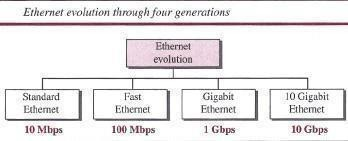 Ethernet evolution through four generations
Ethernet
evolution
Standard
Ethernet
Fast
Ethernet
Gigabit
Ethernet
10 Gigabit
Ethernet
10 Mbps
100 Mbps
1 Gbps
10 Gbps